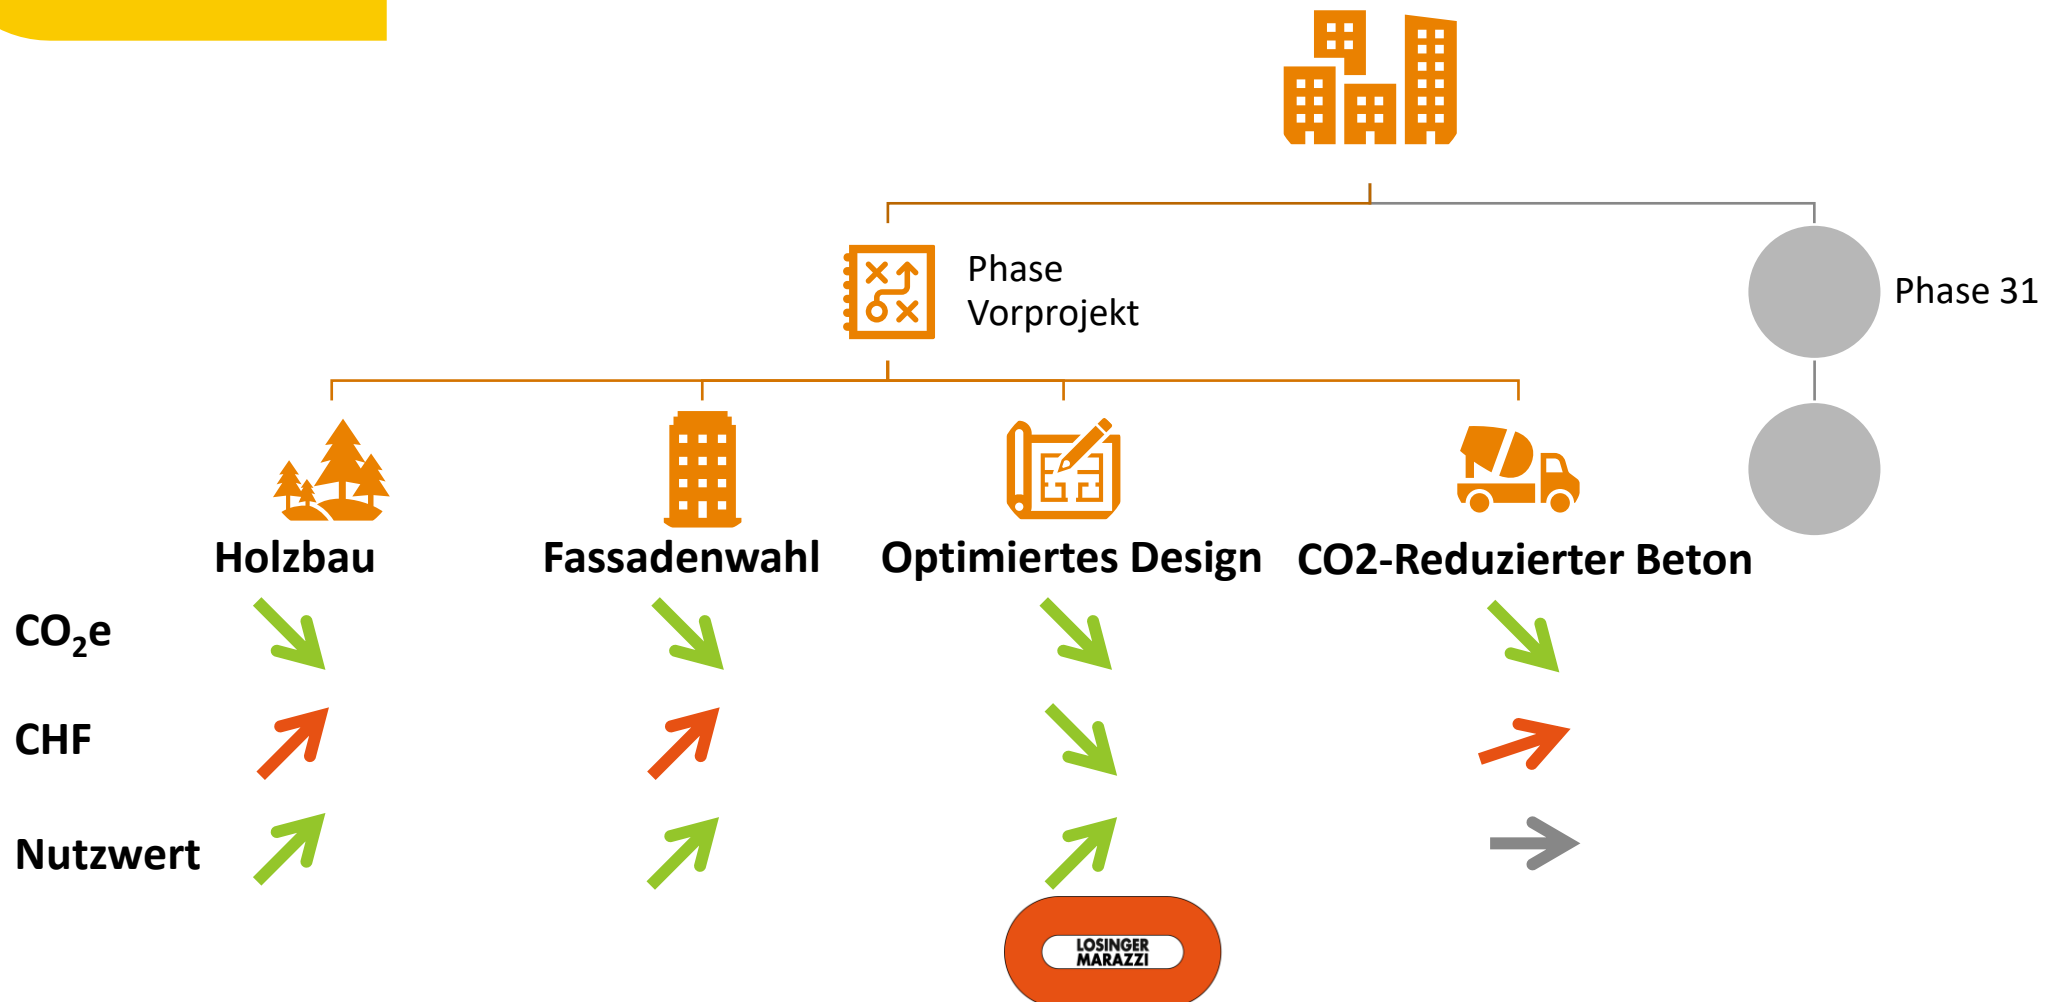 Phase
Vorprojekt
Phase 31
Holzbau
Fassadenwahl
Optimiertes Design
CO2-Reduzierter Beton
CO₂e
CHF
Nutzwert
LOSINGER
MARAZZI